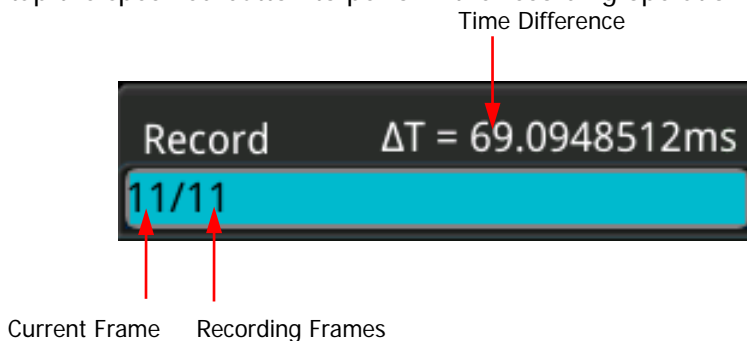 Time Difference
Record ΔT = 69.0948512ms
11/11
Current Frame Recording Frames